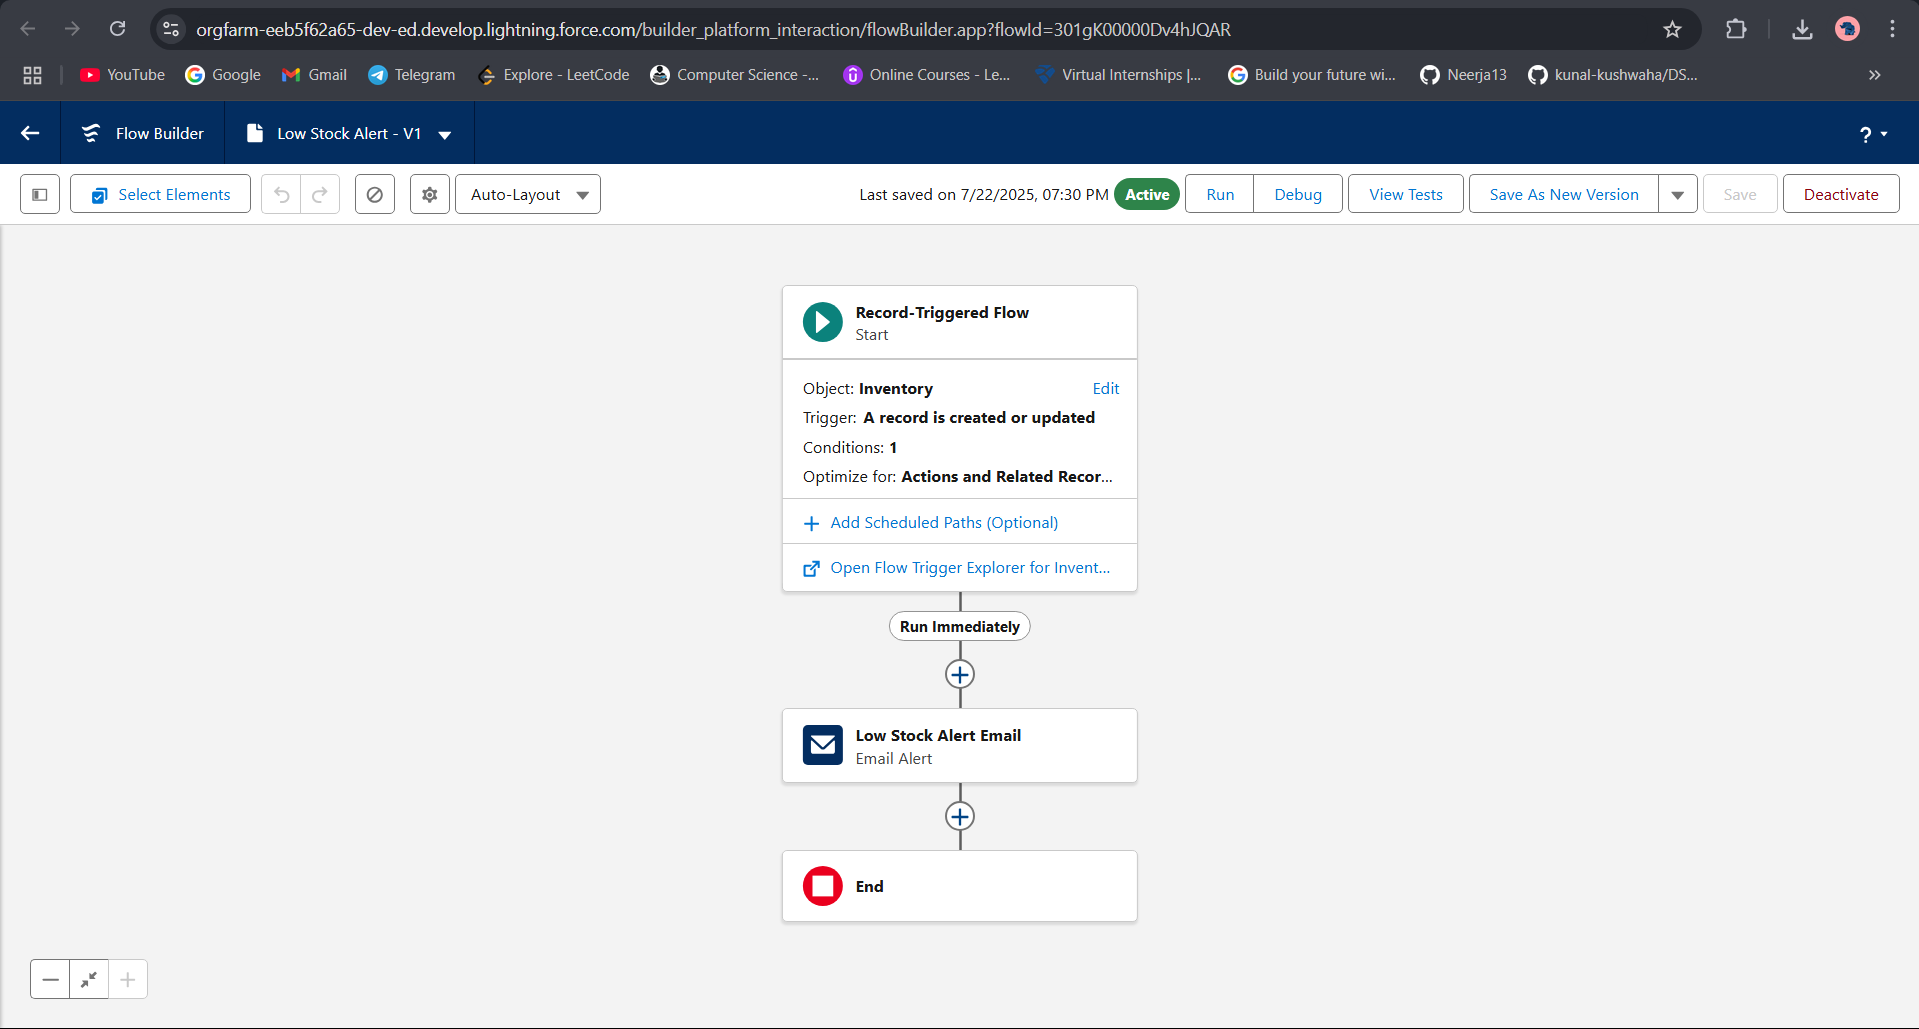 orgfarm-eeb5f62a65-dev-ed.develop.lightning.force.com/builder_platform_interaction/flowBuilder.app?flowId=301gK00000Dv4hJQAR
YouTube Google Gmail Telegram Explore - LeetCode Computer Science -... Online Courses - Le... Virtual Internships |... Build your future wi... Neerja13 kunal-kushwaha/DS... »
Flow Builder Low Stock Alert - V1 ?
Select Elements Auto-Layout Last saved on 7/22/2025, 07:30 PM Active Run Debug View Tests Save As New Version Save Deactivate
Record-Triggered Flow
Start
Object: Inventory Edit
Trigger: A record is created or updated
Conditions: 1
Optimize for: Actions and Related Recor...
Add Scheduled Paths (Optional)
Open Flow Trigger Explorer for Invent...
Run Immediately
Low Stock Alert Email
Email Alert
End